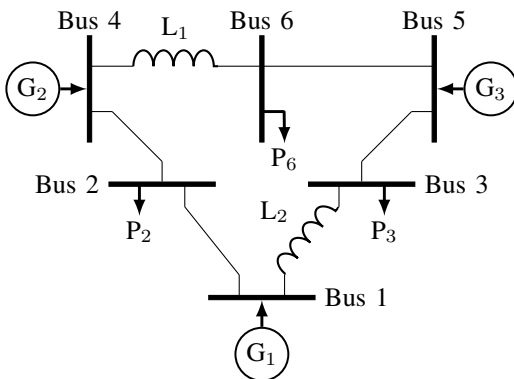 Bus 4
L₁
Bus 6
Bus 5
G₂
G₃
P₆
Bus 2
Bus 3
L₂
P₂
P₃
Bus 1
G₁